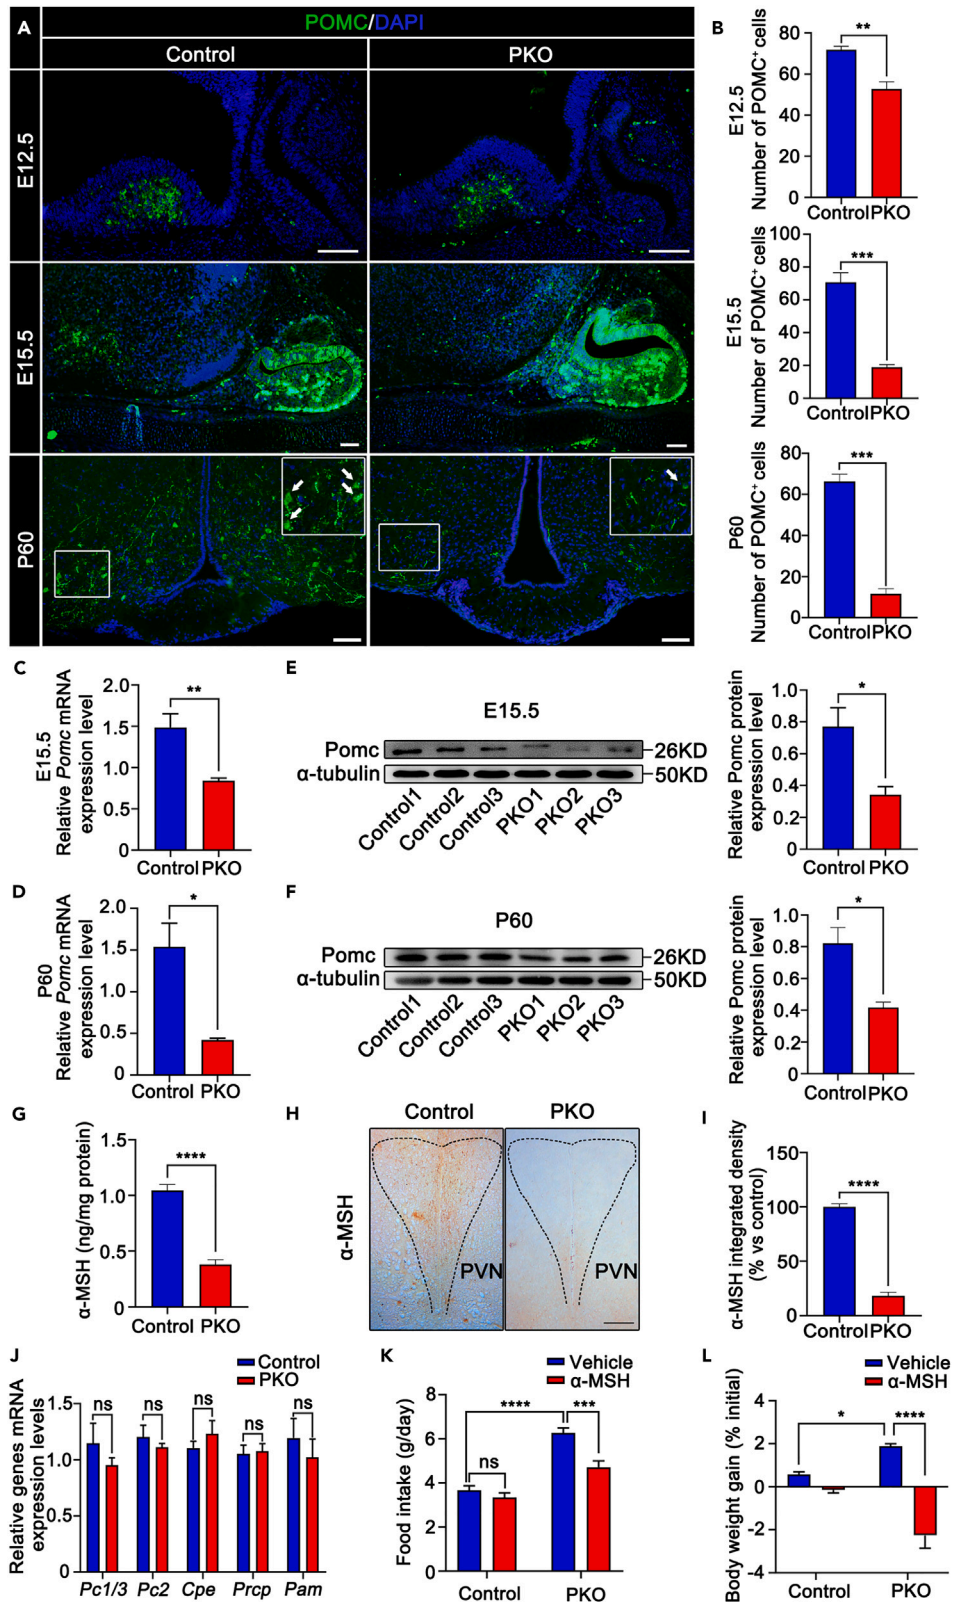 A
POMC/DAPI
Control
PKO
E12.5
E15.5
P60
B
E12.5
Number of POMC+ cells
80
60
40
20
0
**
Control PKO
E15.5
Number of POMC+ cells
100
80
60
40
20
0
***
Control PKO
P60
Number of POMC+ cells
80
60
40
20
0
***
Control PKO
C
E15.5
Relative Pomc mRNA
expression level
2.0
1.5
1.0
0.5
0
**
Control PKO
E
E15.5
Pomc
26KD
α-tubulin
50KD
Control1
Control2
Control3
PKO1
PKO2
PKO3
Relative Pomc protein
expression level
1.0
0.8
0.6
0.4
0.2
0
*
Control PKO
D
P60
Relative Pomc mRNA
expression level
2.0
1.5
1.0
0.5
0
*
Control PKO
F
P60
Pomc
26KD
α-tubulin
50KD
Control1
Control2
Control3
PKO1
PKO2
PKO3
Relative Pomc protein
expression level
1.0
0.8
0.6
0.4
0.2
0
*
Control PKO
G
α-MSH (ng/mg protein)
1.5
1.0
0.5
0
****
Control PKO
H
Control
PKO
α-MSH
PVN
PVN
I
α-MSH integrated density
(% vs control)
150
100
50
0
****
Control PKO
J
Control
PKO
Relative genes mRNA
expression levels
1.5
1.0
0.5
0
ns
ns
ns
ns
ns
Pc1/3
Pc2
Cpe
Prcp
Pam
K
Vehicle
α-MSH
Food intake (g/day)
8
6
4
2
0
****
***
ns
Control
PKO
L
Vehicle
α-MSH
Body weight gain (% initial)
4
2
0
-2
-4
*
****
Control
PKO